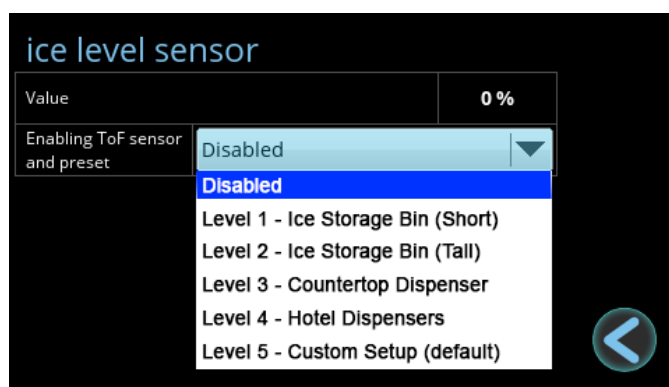 ice level sensor
Value 0 %
Enabling ToF sensor
and preset
Disabled
Disabled
Level 1 - Ice Storage Bin (Short)
Level 2 - Ice Storage Bin (Tall)
Level 3 - Countertop Dispenser
Level 4 - Hotel Dispensers
Level 5 - Custom Setup (default)